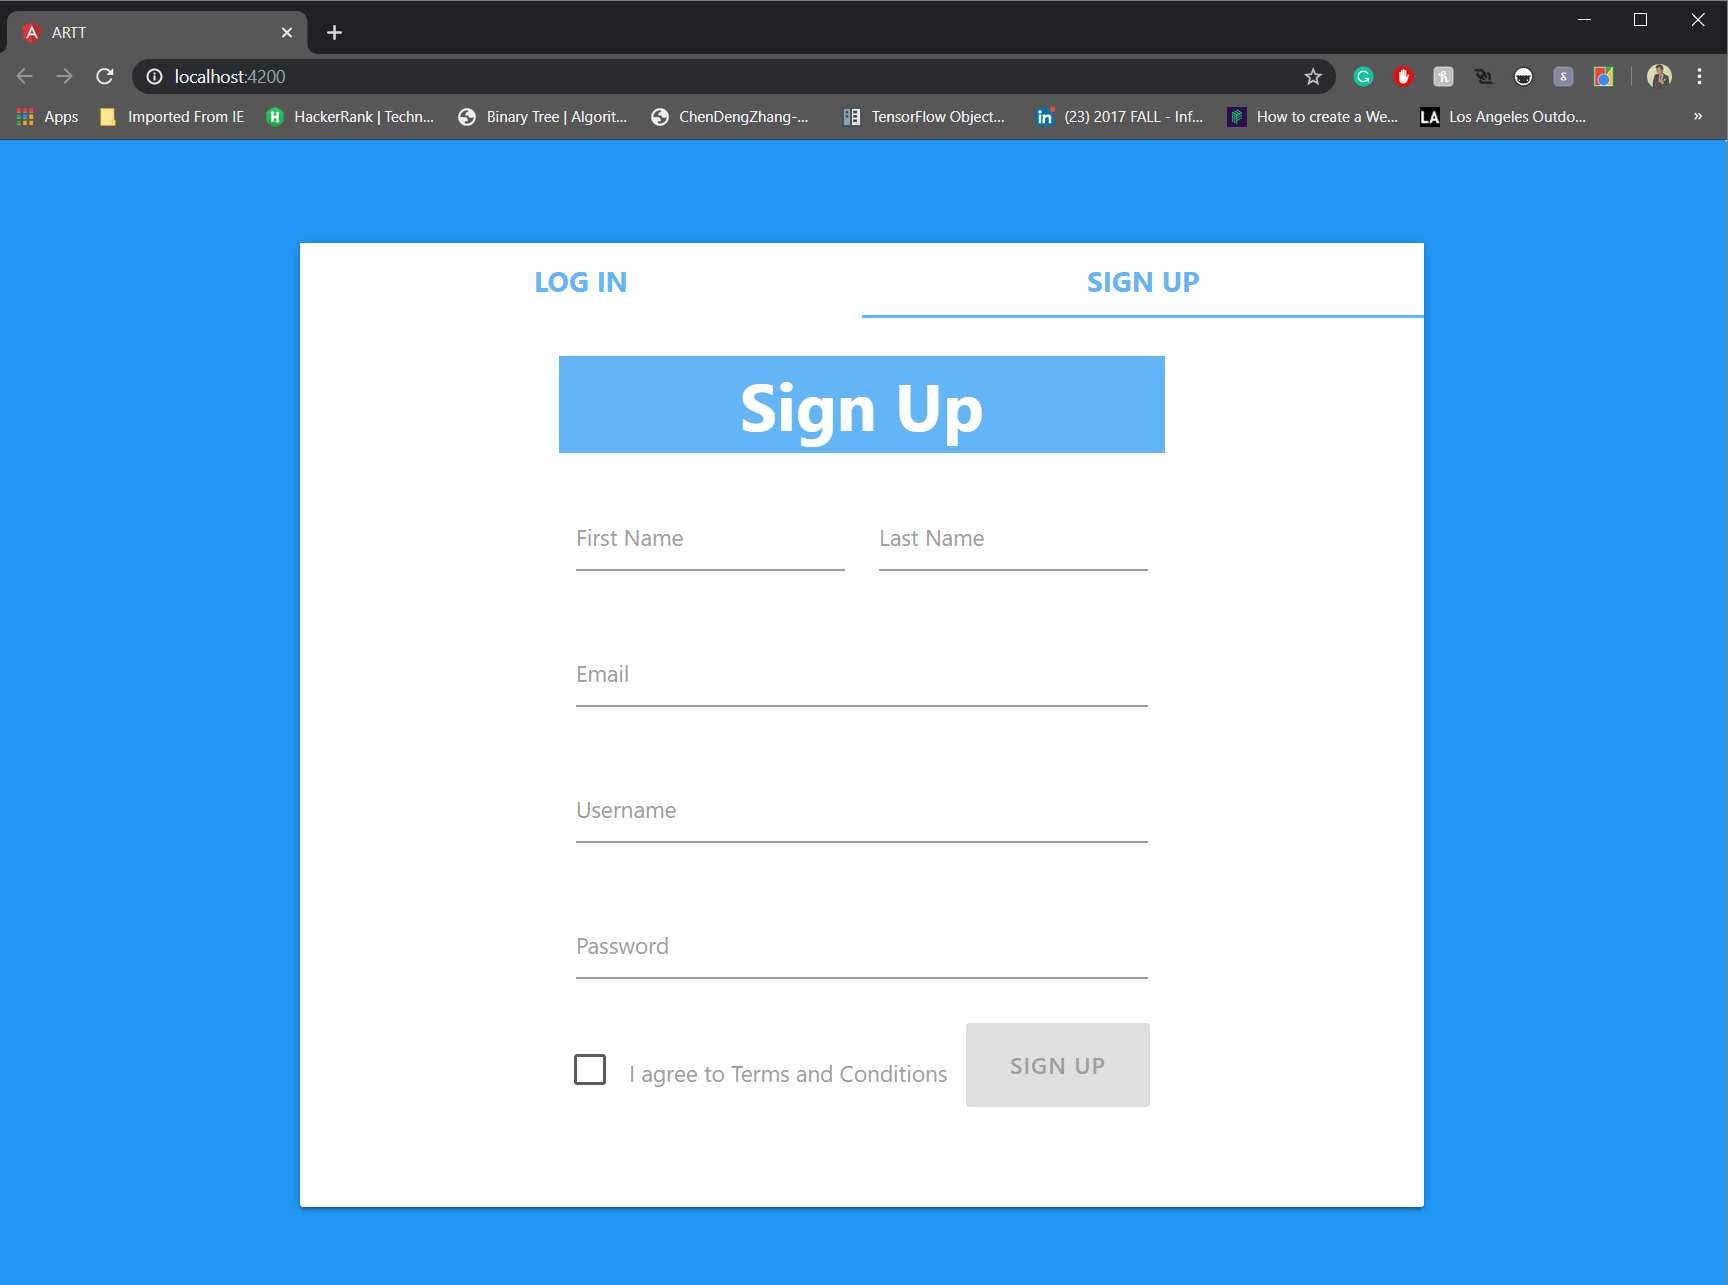 ARTT
localhost:4200
Apps Imported From IE HackerRank | Techn... Binary Tree | Algorit... ChenDengZhang-... TensorFlow Object... (23) 2017 FALL - Inf... How to create a We... LA Los Angeles Outdo... »
LOG IN SIGN UP
Sign Up
First Name Last Name
Email
Username
Password
I agree to Terms and Conditions SIGN UP